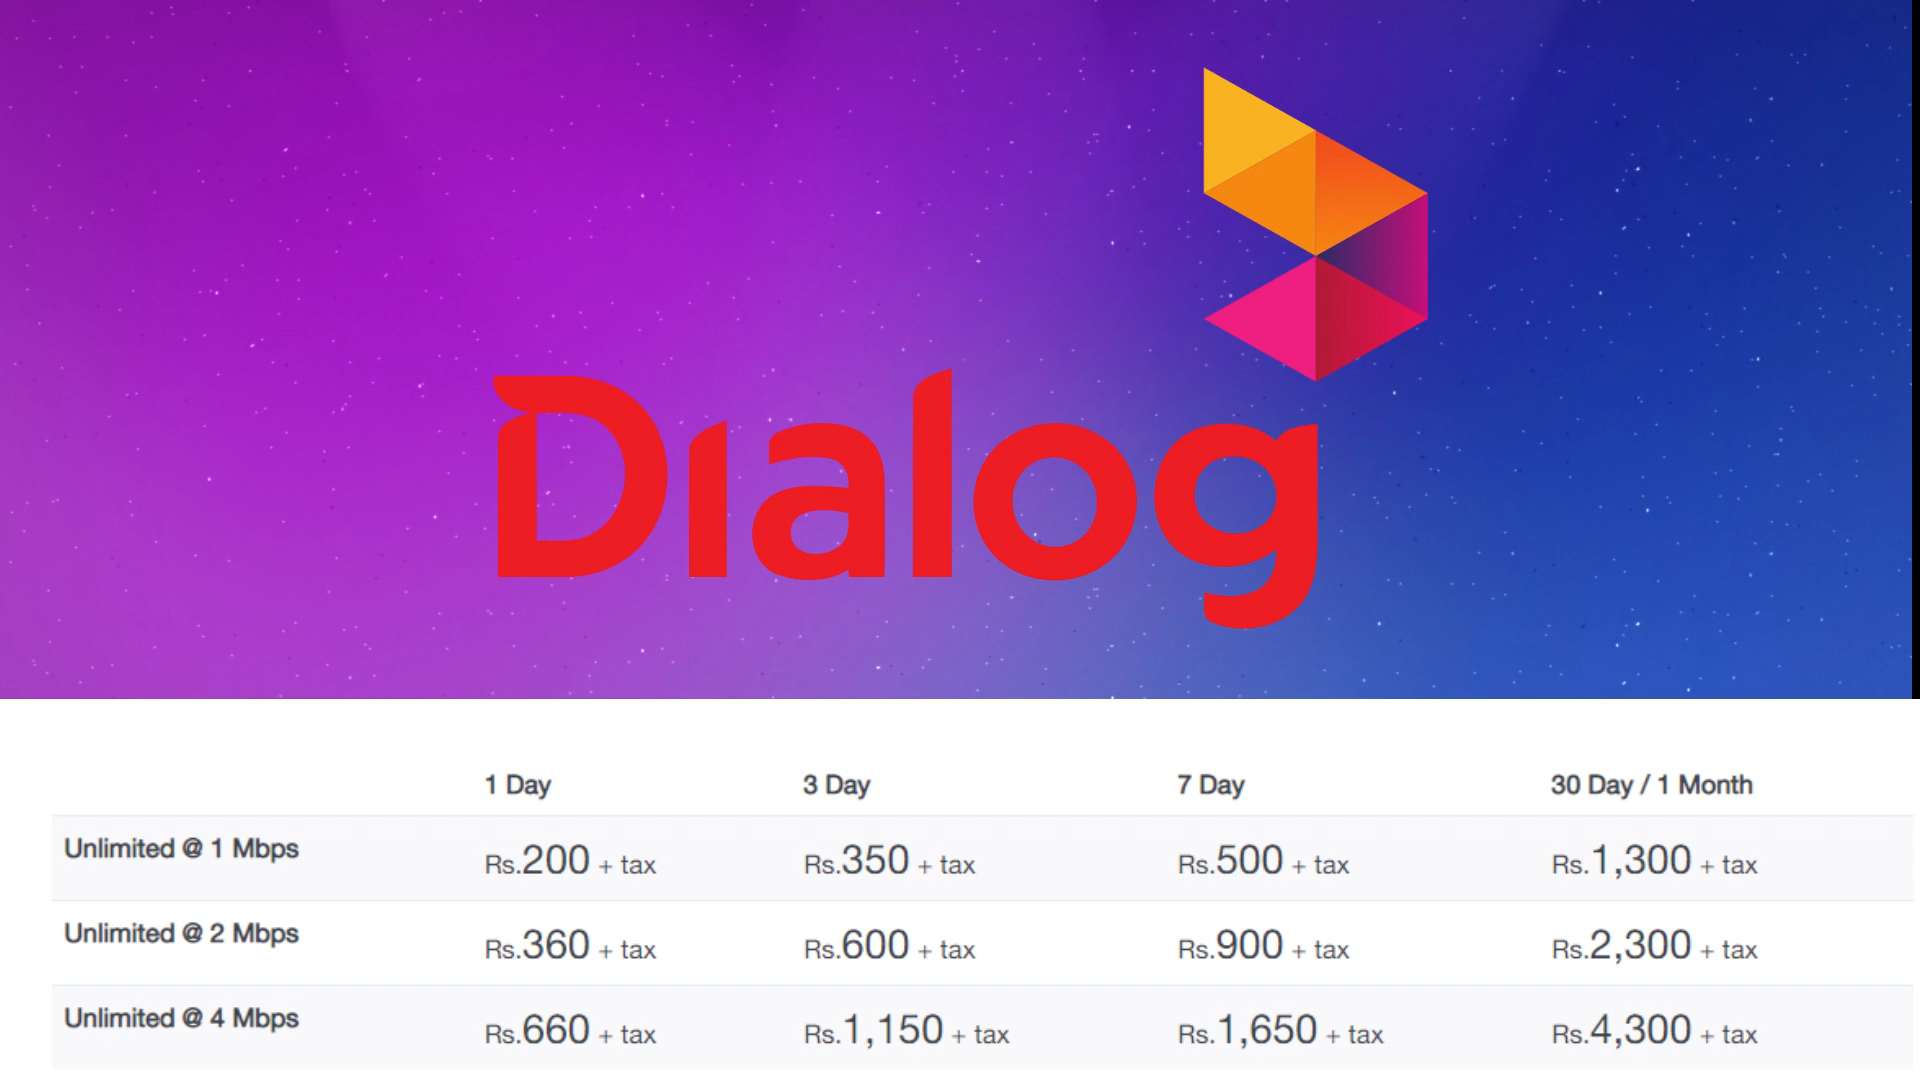 Dialog
1 Day 3 Day 7 Day 30 Day / 1 Month
Unlimited @ 1 Mbps Rs.200 + tax Rs.350 + tax Rs.500 + tax Rs.1,300 + tax
Unlimited @ 2 Mbps Rs.360 + tax Rs.600 + tax Rs.900 + tax Rs.2,300 + tax
Unlimited @ 4 Mbps Rs.660 + tax Rs.1,150 + tax Rs.1,650 + tax Rs.4,300 + tax